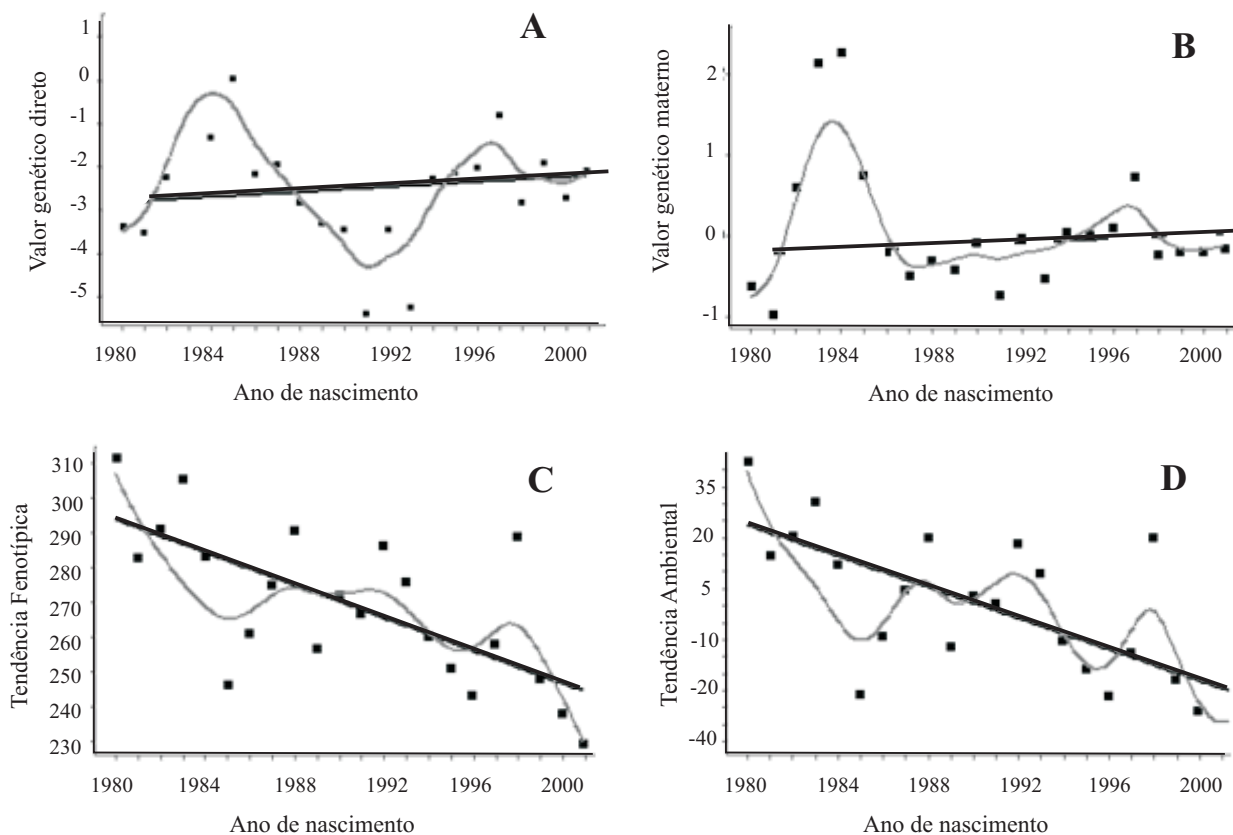 A
Valor genético direto
1
0
-1
-2
-3
-4
-5
1980 1984 1988 1992 1996 2000
Ano de nascimento
B
Valor genético materno
2
1
0
-1
1980 1984 1988 1992 1996 2000
Ano de nascimento
C
Tendência Fenotípica
310
300
290
280
270
260
250
240
230
1980 1984 1988 1992 1996 2000
Ano de nascimento
D
Tendência Ambiental
35
20
5
-10
-20
-40
1980 1984 1988 1992 1996 2000
Ano de nascimento